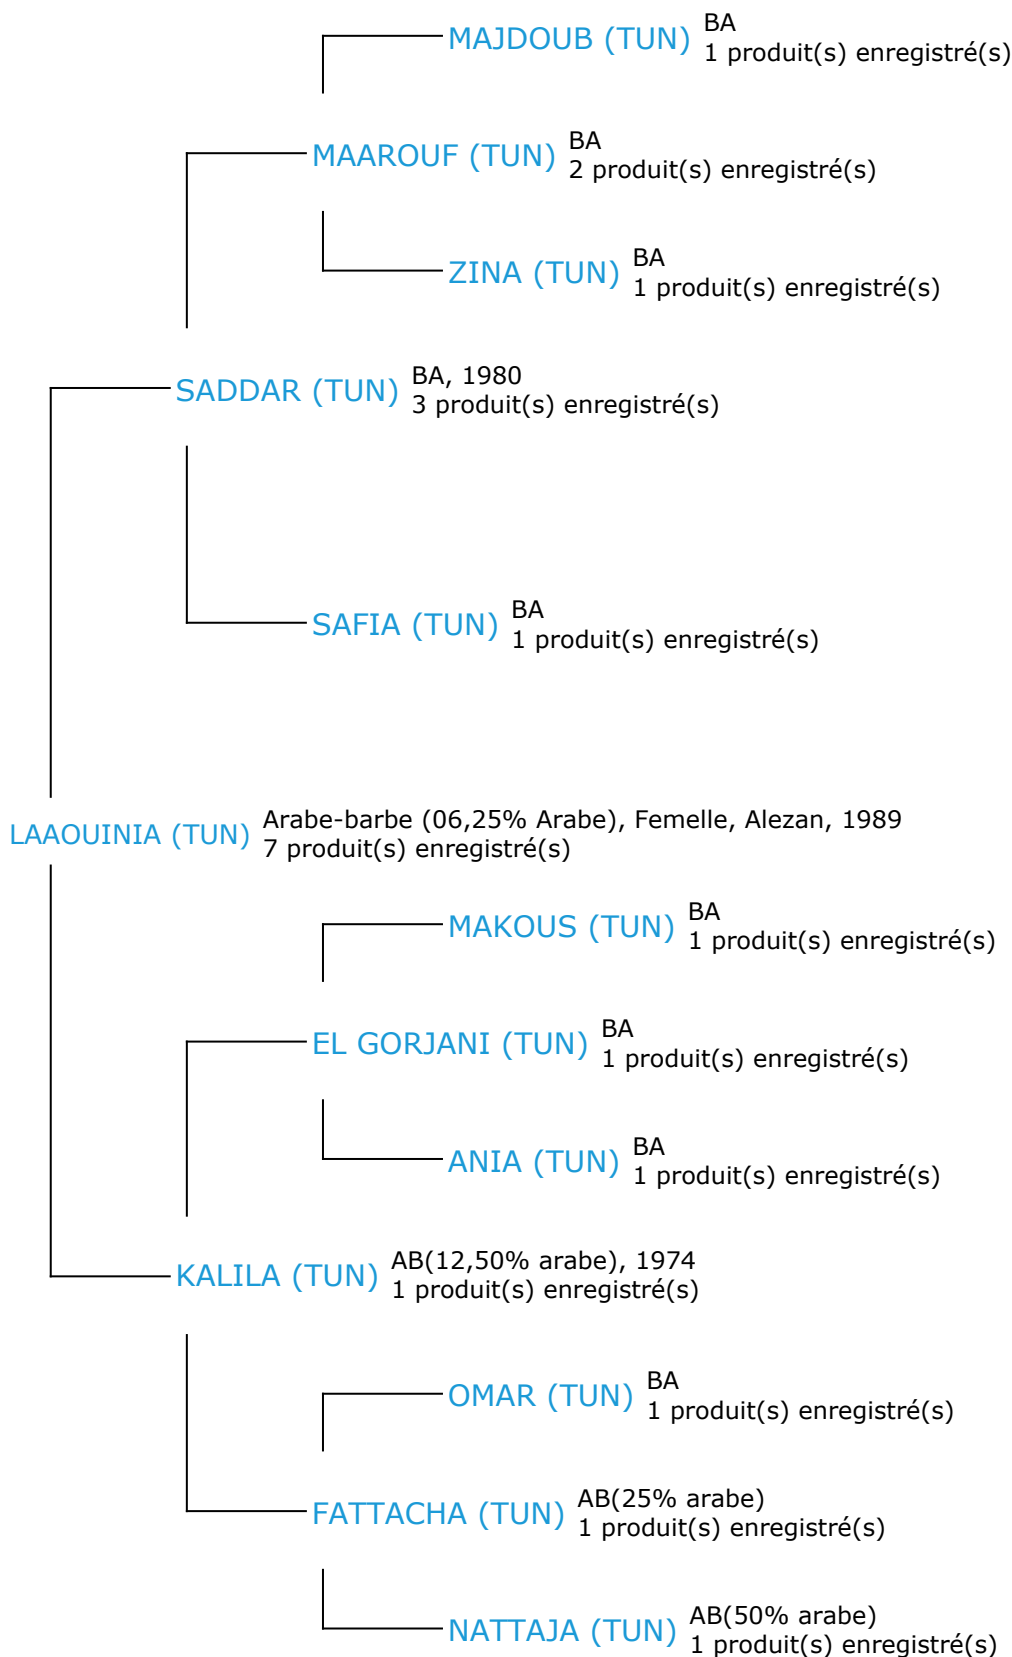 MAJDOUB (TUN) BA
1 produit(s) enregistré(s)
MAAROUF (TUN) BA
2 produit(s) enregistré(s)
ZINA (TUN) BA
1 produit(s) enregistré(s)
SADDAR (TUN) BA, 1980
3 produit(s) enregistré(s)
SAFIA (TUN) BA
1 produit(s) enregistré(s)
LAAOUINIA (TUN) Arabe-barbe (06,25% Arabe), Femelle, Alezan, 1989
7 produit(s) enregistré(s)
MAKOUS (TUN) BA
1 produit(s) enregistré(s)
EL GORJANI (TUN) BA
1 produit(s) enregistré(s)
ANIA (TUN) BA
1 produit(s) enregistré(s)
KALILA (TUN) AB(12,50% arabe), 1974
1 produit(s) enregistré(s)
OMAR (TUN) BA
1 produit(s) enregistré(s)
FATTACHA (TUN) AB(25% arabe)
1 produit(s) enregistré(s)
NATTAJA (TUN) AB(50% arabe)
1 produit(s) enregistré(s)